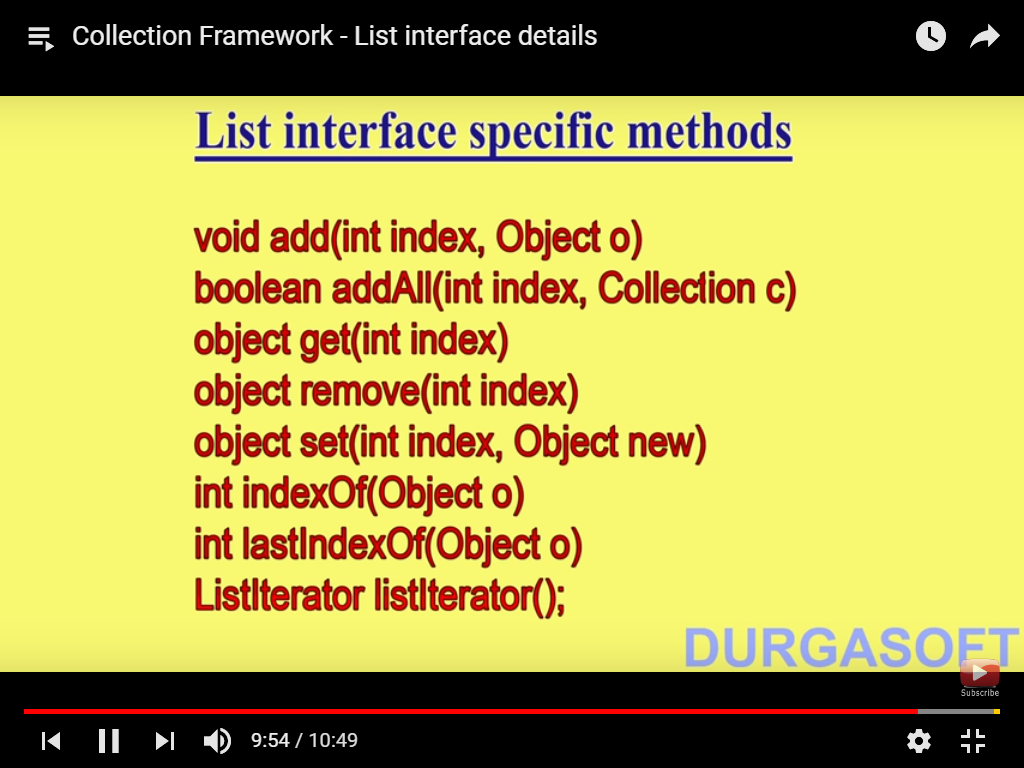 Collection Framework - List interface details
List interface specific methods
void add(int index, Object o)
boolean addAll(int index, Collection c)
object get(int index)
object remove(int index)
object set(int index, Object new)
int indexOf(Object o)
int lastIndexOf(Object o)
ListIterator listIterator();
DURGASOFT
Subscribe
9:54 / 10:49